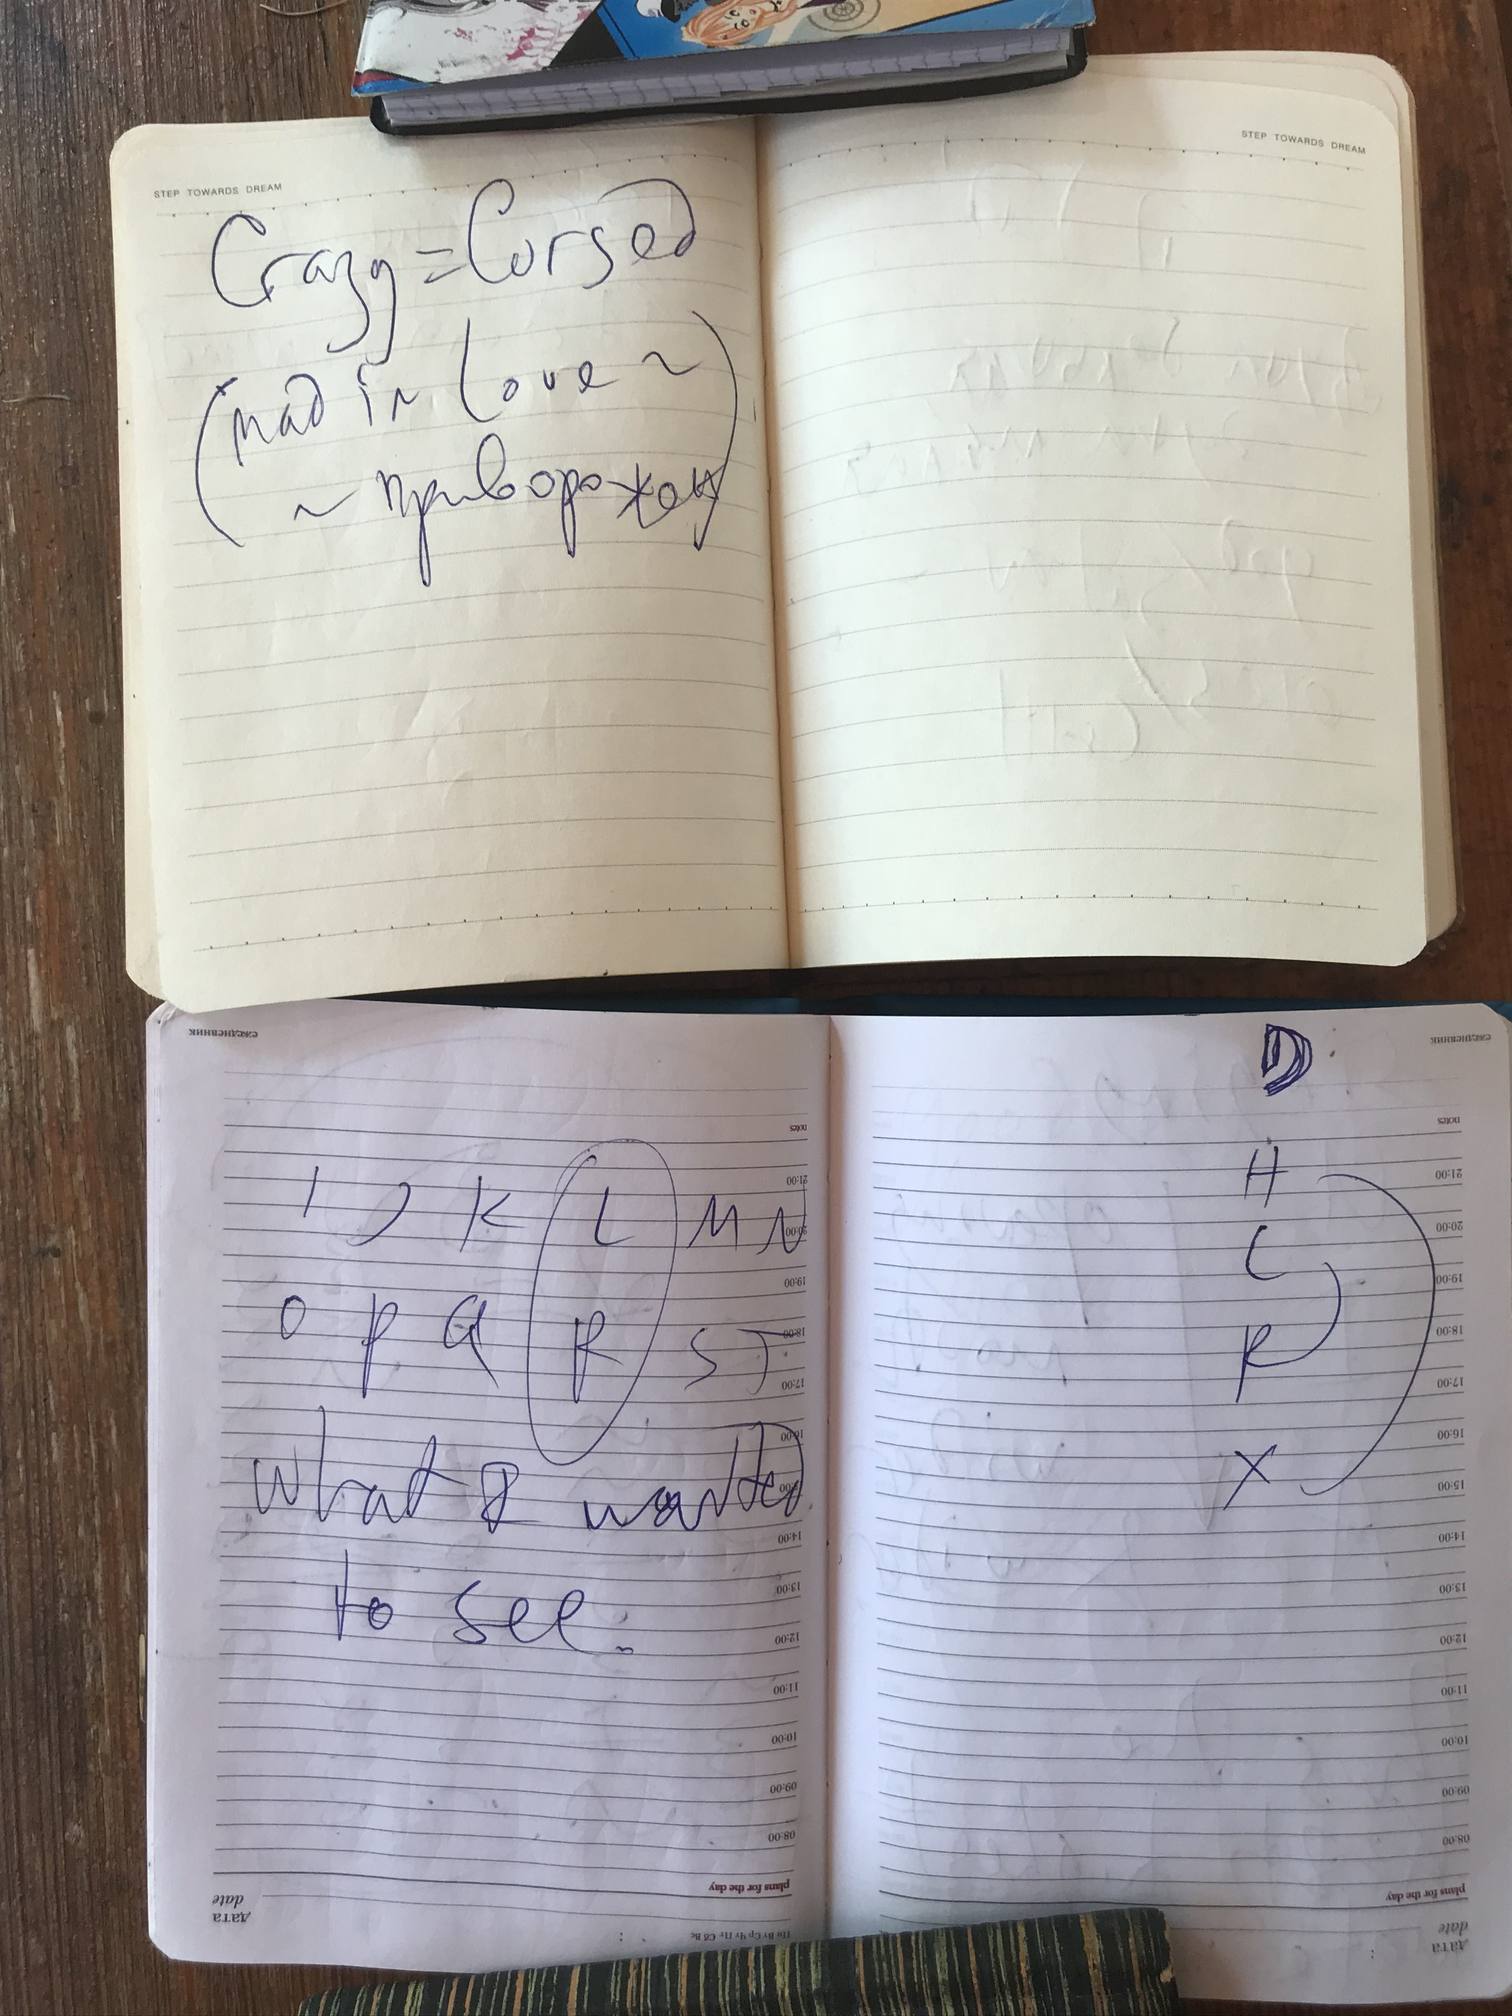 STEP TOWARDS DREAM
Crazy = Cursed
(mad in Love ~
~ приворожен)
STEP TOWARDS DREAM
ежедневник
notes
21:00
I J K L M N
20:00
19:00
O P Q R S T
18:00
17:00
16:00
What I wanted
14:00
to see.
13:00
12:00
11:00
10:00
09:00
08:00
plans for the day
дата
date
Пн Вт Ср Чт Пт Сб Вс
ежедневник
D
notes
H
21:00
20:00
L
19:00
R
18:00
17:00
16:00
X
15:00
14:00
13:00
12:00
11:00
10:00
09:00
08:00
plans for the day
дата
date